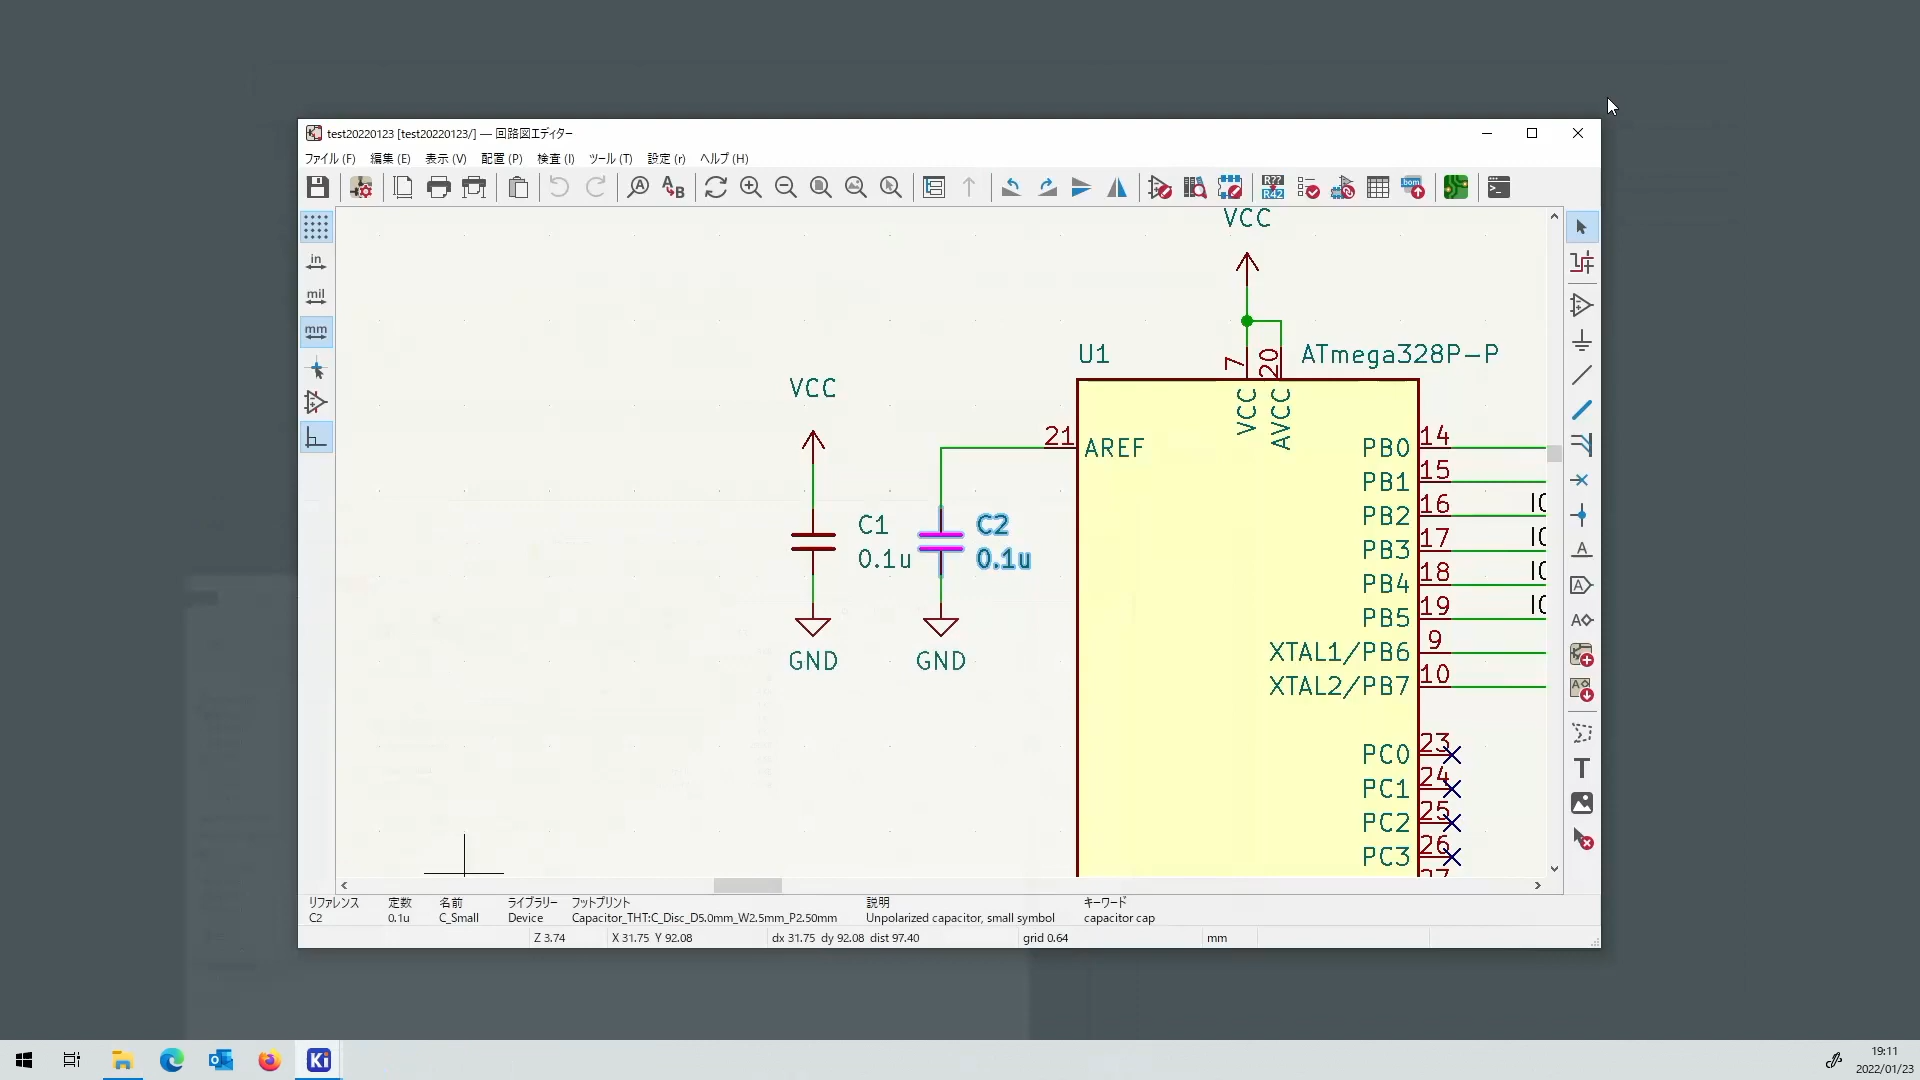 test20220123 [test20220123/] — 回路図エディター
ファイル (F) 編集 (E) 表示 (V) 配置 (P) 検査 (I) ツール (T) 設定 (r) ヘルプ (H)
A B R?? R42 bom >_
in
mil
mm
VCC
U1 7 20 ATmega328P-P
VCC
VCC AVCC
21 AREF
PB0 14
PB1 15
PB2 16
PB3 17
PB4 18
PB5 19
XTAL1/PB6 9
XTAL2/PB7 10
C1 C2
0.1u 0.1u
GND GND
PC0 23
PC1 24
PC2 25
PC3 26
A
A
A
A
T
リファレンス 定数 名前 ライブラリー フットプリント 説明 キーワード
C2 0.1u C_Small Device Capacitor_THT:C_Disc_D5.0mm_W2.5mm_P2.50mm Unpolarized capacitor, small symbol capacitor cap
Z 3.74 X 31.75 Y 92.08 dx 31.75 dy 92.08 dist 97.40 grid 0.64 mm
Ki
19:11
2022/01/23